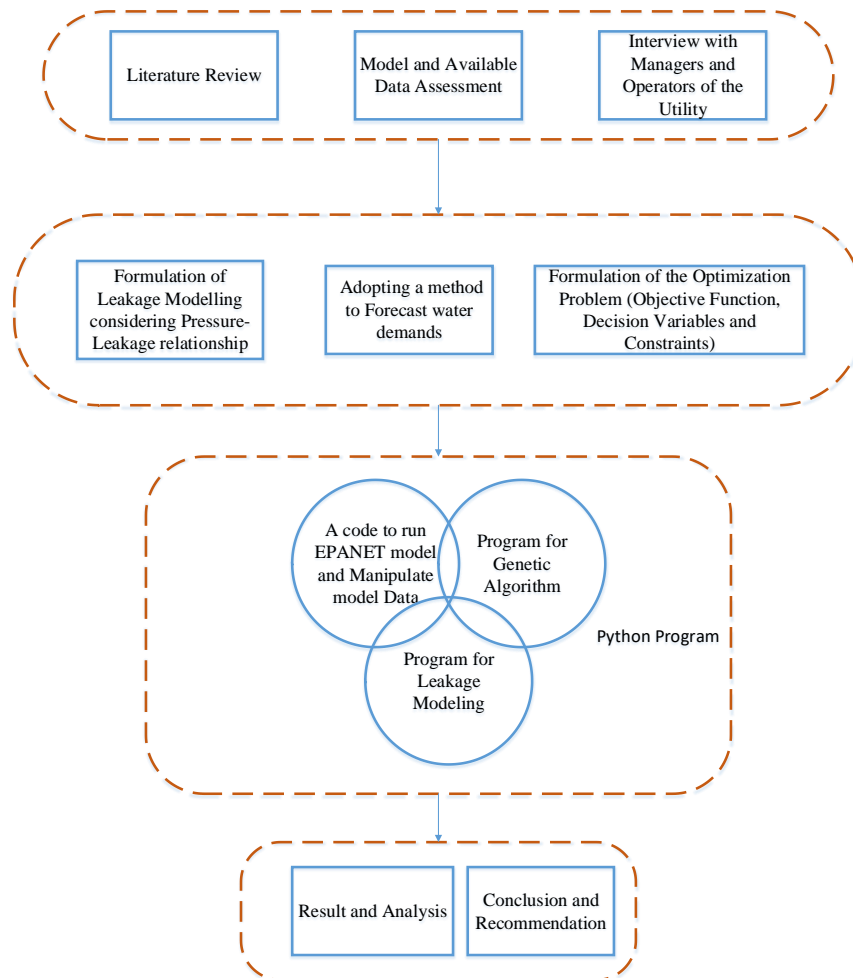 Literature Review
Model and Available
Data Assessment
Interview with
Managers and
Operators of the
Utility
Formulation of
Leakage Modelling
considering Pressure-
Leakage relationship
Adopting a method
to Forecast water
demands
Formulation of the Optimization
Problem (Objective Function,
Decision Variables and
Constraints)
A code to run
EPANET model
and Manipulate
model Data
Program for
Genetic
Algorithm
Program for
Leakage
Modeling
Python Program
Result and Analysis
Conclusion and
Recommendation